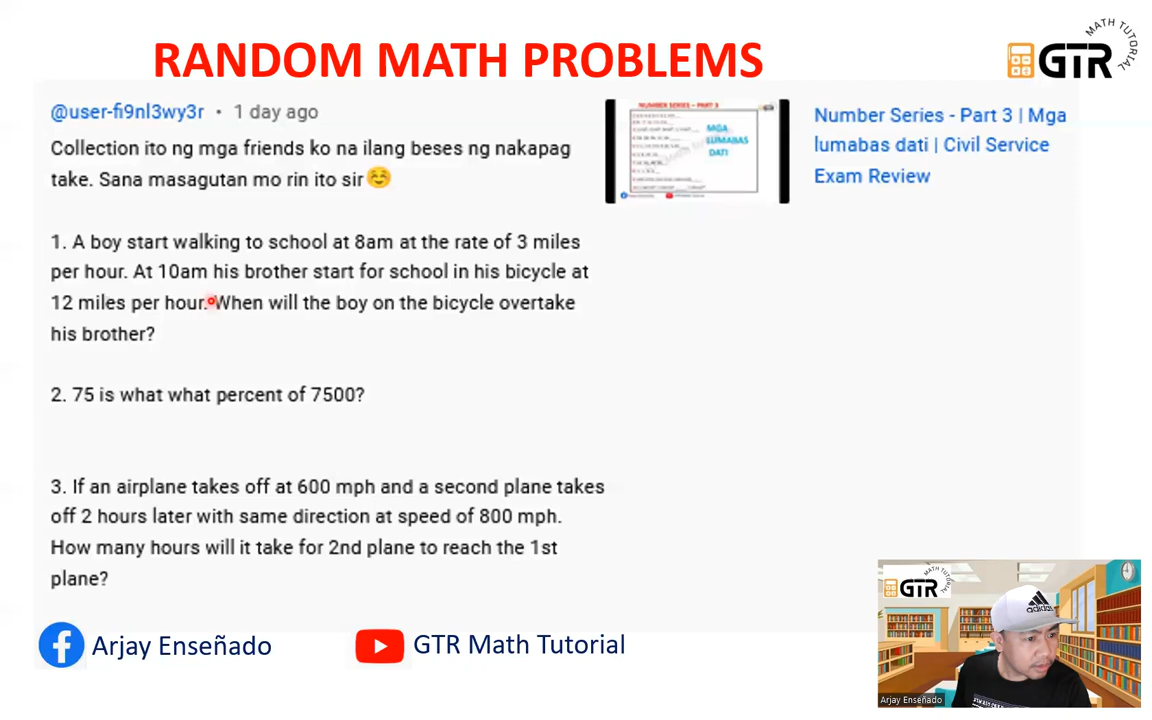 RANDOM MATH PROBLEMS
MATH TUTORIAL
GTR
@user-fi9nl3wy3r • 1 day ago
Collection ito ng mga friends ko na ilang beses ng nakapag
take. Sana masagutan mo rin ito sir😊
NUMBER SERIES - PART 3
MGA
LUMABAS
DATI
Number Series - Part 3 | Mga
lumabas dati | Civil Service
Exam Review
1. A boy start walking to school at 8am at the rate of 3 miles
per hour. At 10am his brother start for school in his bicycle at
12 miles per hour. When will the boy on the bicycle overtake
his brother?
2. 75 is what what percent of 7500?
3. If an airplane takes off at 600 mph and a second plane takes
off 2 hours later with same direction at speed of 800 mph.
How many hours will it take for 2nd plane to reach the 1st
plane?
Arjay Enseñado
GTR Math Tutorial
GTR
MATH TUTORIAL
adidas
Arjay Enseñado